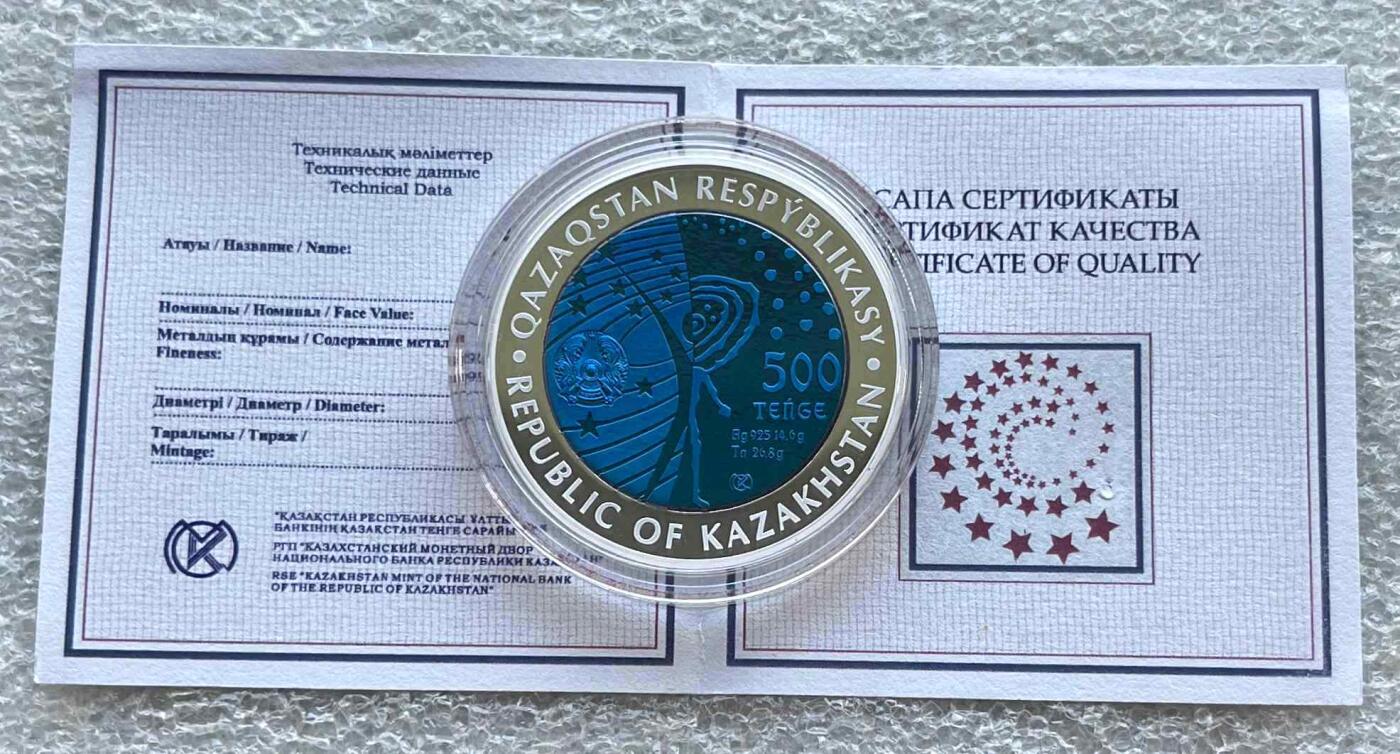 Техникалық мәліметтер
Технические данные
Technical Data
Атауы / Название / Name:
Номиналы / Номинал / Face Value:
Металдың құрамы / Содержание метал
Fineness:
Диаметрі / Диаметр / Diameter:
Таралымы / Тираж /
Mintage:
"ҚАЗАҚСТАН РЕСПУБЛИКАСЫ ҰЛТТЫ
БАНКІНІҢ ҚАЗАҚСТАН ТЕҢГЕ САРАЙЫ
РГП "КАЗАХСТАНСКИЙ МОНЕТНЫЙ ДВОР
НАЦИОНАЛЬНОГО БАНКА РЕСПУБЛИКИ КАЗАХСТАН"
RSE "KAZAKHSTAN MINT OF THE NATIONAL BANK
OF THE REPUBLIC OF KAZAKHSTAN"
• QAZAQSTAN RESPÝBLIKASY •
500
TEŃGE
Ag 925 14.6g
Ta 26.8g
REPUBLIC OF KAZAKHSTAN
САПА СЕРТИФИКАТЫ
ТИФИКАТ КАЧЕСТВА
TIFICATE OF QUALITY